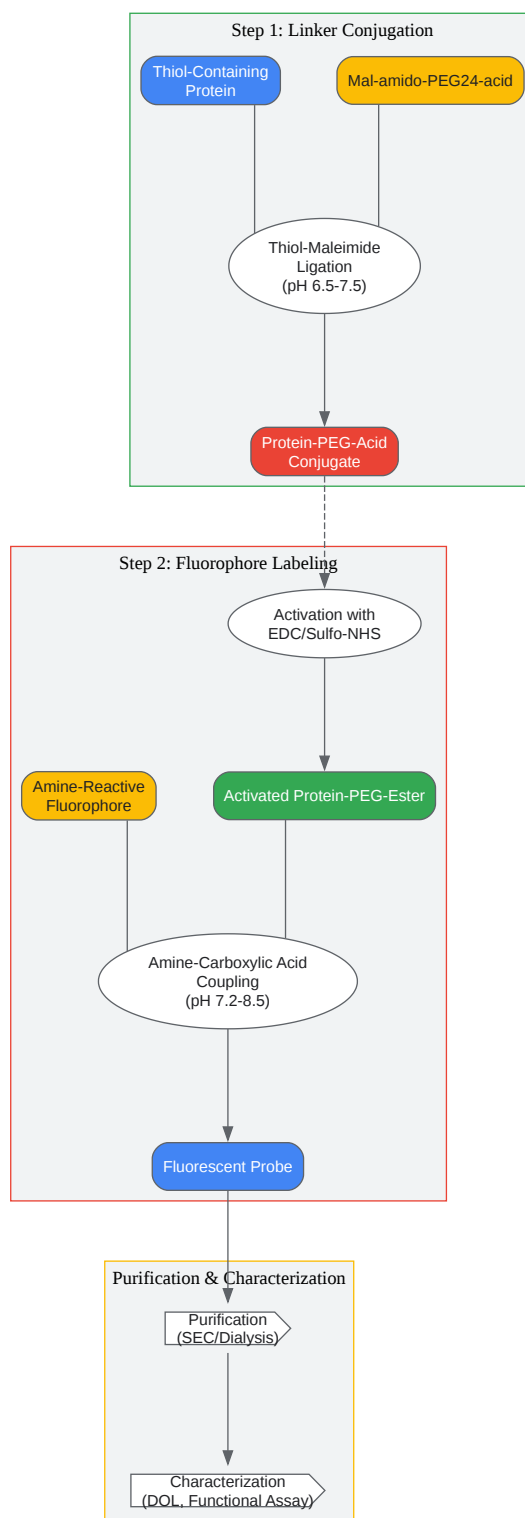 Step 1: Linker Conjugation
Thiol-Containing
Protein
Mal-amido-PEG24-acid
Thiol-Maleimide
Ligation
(pH 6.5-7.5)
Protein-PEG-Acid
Conjugate
Step 2: Fluorophore Labeling
Activation with
EDC/Sulfo-NHS
Amine-Reactive
Fluorophore
Activated Protein-PEG-Ester
Amine-Carboxylic Acid
Coupling
(pH 7.2-8.5)
Fluorescent Probe
Purification & Characterization
Purification
(SEC/Dialysis)
Characterization
(DOL, Functional Assay)